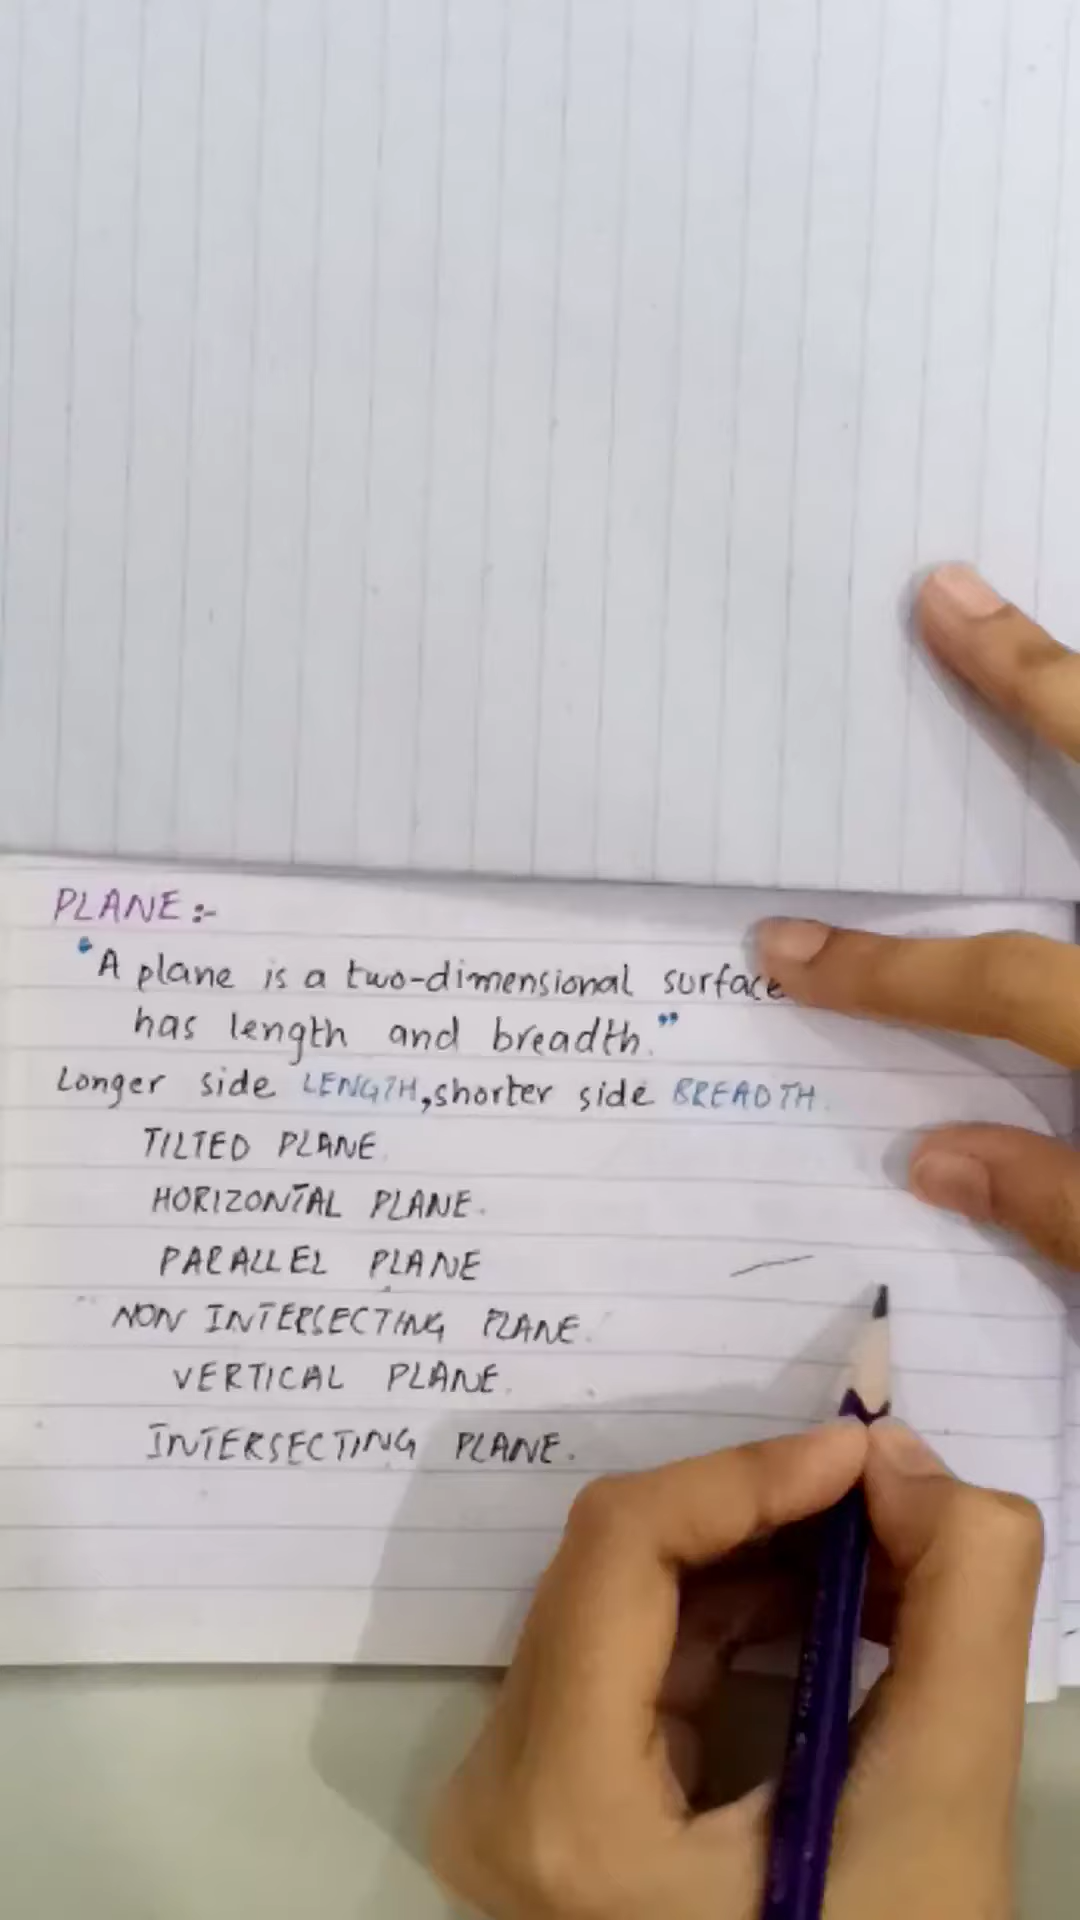 PLANE :-
"A plane is a two-dimensional surface
has length and breadth."
Longer side LENGTH, shorter side BREADTH.
TILTED PLANE.
HORIZONTAL PLANE.
PARALLEL PLANE
NON INTERSECTING PLANE.
VERTICAL PLANE.
INTERSECTING PLANE.